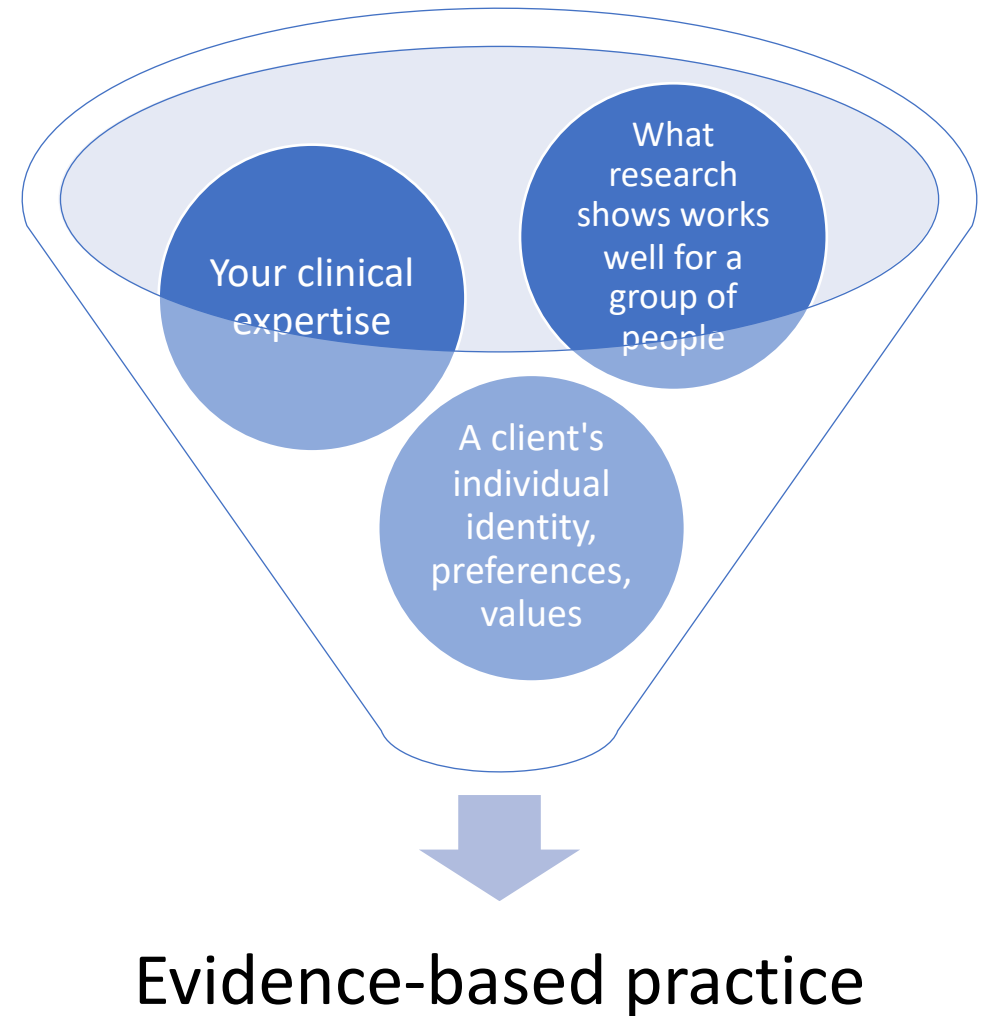 Your clinical
expertise
What
research
shows works
well for a
group of
people
A client's
individual
identity,
preferences,
values
Evidence-based practice